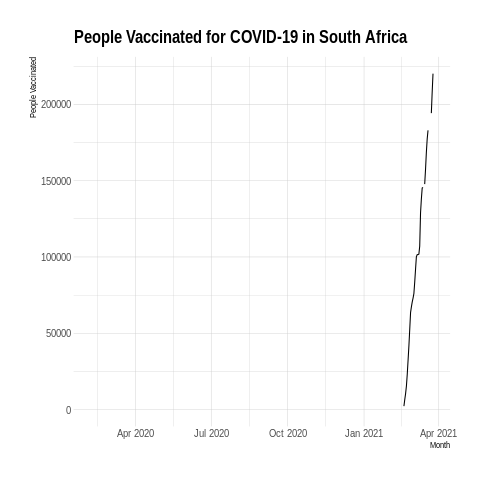 People Vaccinated for COVID-19 in South Africa
People Vaccinated
200000
150000
100000
50000
0
Apr 2020 Jul 2020 Oct 2020 Jan 2021 Apr 2021
Month